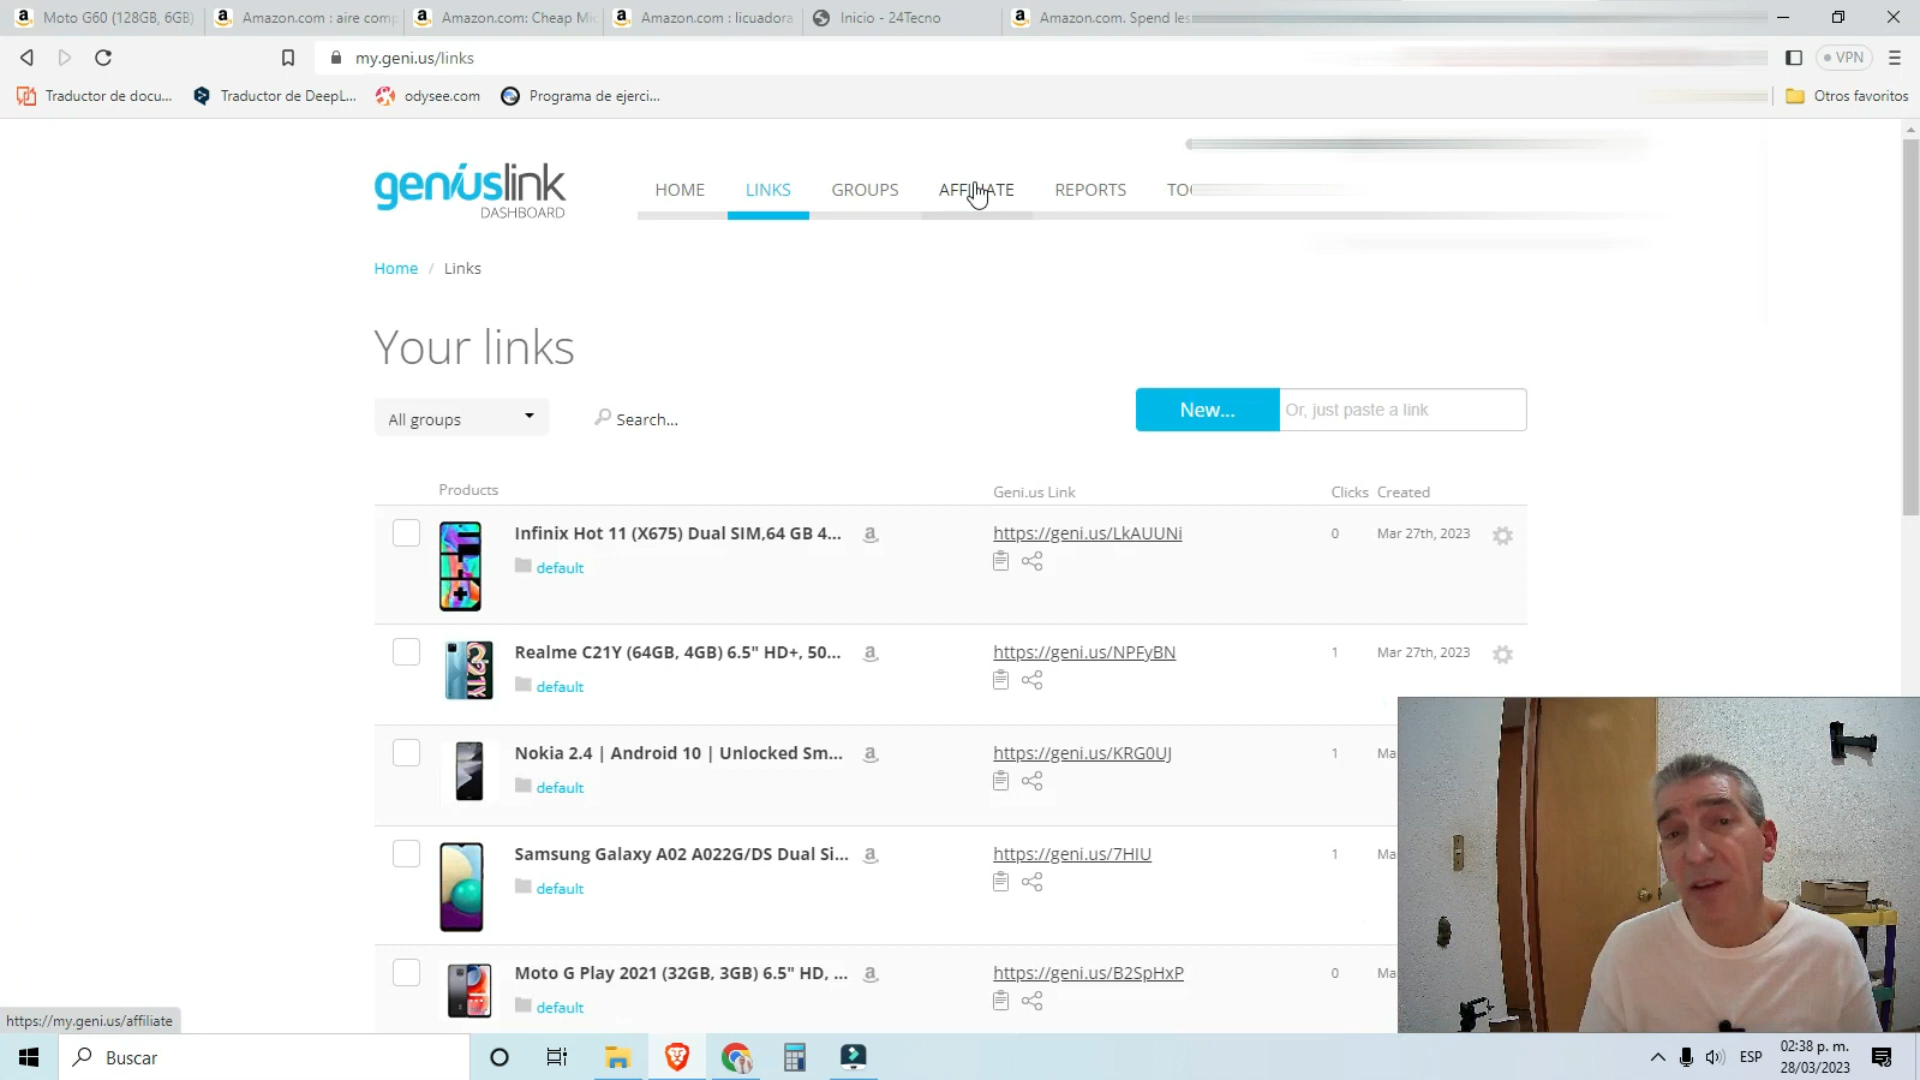 Moto G60 (128GB, 6GB)
Amazon.com : aire comp
Amazon.com: Cheap Mic
Amazon.com : licuadora
Inicio - 24Tecno
Amazon.com. Spend les
my.geni.us/links
VPN
Traductor de docu...
Traductor de DeepL...
odysee.com
Programa de ejerci...
Otros favoritos
geniuslink
DASHBOARD
HOME
LINKS
GROUPS
AFFILIATE
REPORTS
Home / Links
Your links
All groups
Search...
New...
Or, just paste a link
Products
Geni.us Link
Clicks
Created
Infinix Hot 11 (X675) Dual SIM,64 GB 4...
https://geni.us/LkAUUNi
0
Mar 27th, 2023
default
Realme C21Y (64GB, 4GB) 6.5" HD+, 50...
https://geni.us/NPFyBN
1
Mar 27th, 2023
default
Nokia 2.4 | Android 10 | Unlocked Sm...
https://geni.us/KRG0UJ
1
Ma
default
Samsung Galaxy A02 A022G/DS Dual Si...
https://geni.us/7HIU
1
Ma
default
Moto G Play 2021 (32GB, 3GB) 6.5" HD, ...
https://geni.us/B2SpHxP
0
Ma
default
https://my.geni.us/affiliate
Buscar
ESP
02:38 p. m.
28/03/2023